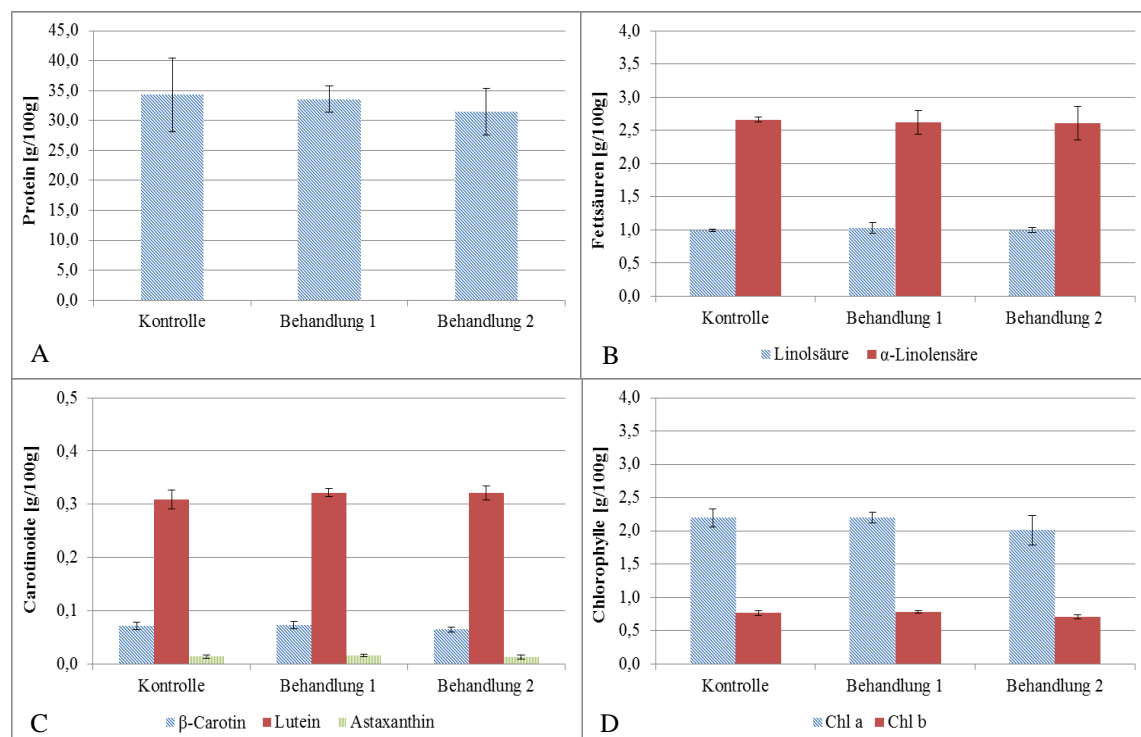 Protein [g/100g]
45,0
40,0
35,0
30,0
25,0
20,0
15,0
10,0
5,0
0,0
Kontrolle Behandlung 1 Behandlung 2
A
Fettsäuren [g/100g]
4,0
3,5
3,0
2,5
2,0
1,5
1,0
0,5
0,0
Kontrolle Behandlung 1 Behandlung 2
B
Linolsäure α-Linolensäre
Carotinoide [g/100g]
0,5
0,4
0,3
0,2
0,1
0,0
Kontrolle Behandlung 1 Behandlung 2
C
β-Carotin Lutein Astaxanthin
Chlorophylle [g/100g]
4,0
3,5
3,0
2,5
2,0
1,5
1,0
0,5
0,0
Kontrolle Behandlung 1 Behandlung 2
D
Chl a Chl b